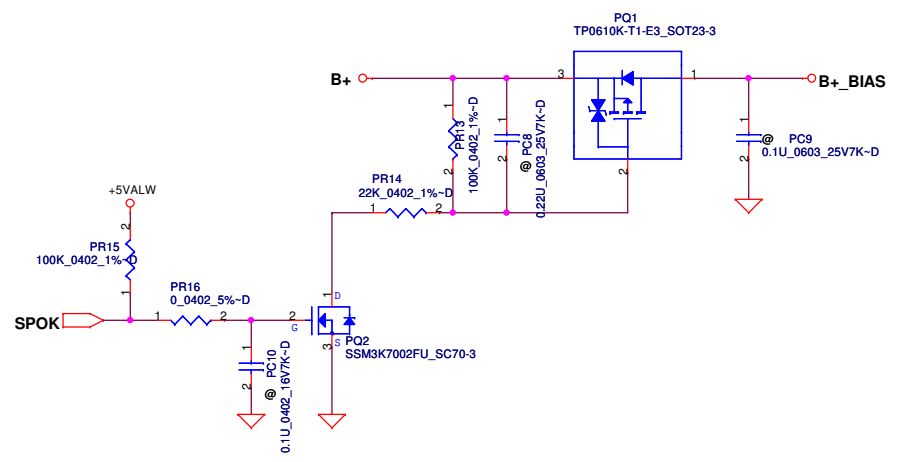 PQ1
TP0610K-T1-E3_SOT23-3
B+
3
1
B+_BIAS
1
PR13
100K_0402_1%~D
2
1
PC8
@
0.22U_0603_25V7K~D
2
1
@
PC9
0.1U_0603_25V7K~D
2
2
PR14
22K_0402_1%~D
1
2
+5VALW
2
PR15
100K_0402_1%~D
1
PR16
0_0402_5%~D
SPOK
1
2
2
G
1
D
S
3
PQ2
SSM3K7002FU_SC70-3
1
PC10
@
0.1U_0402_16V7K~D
2